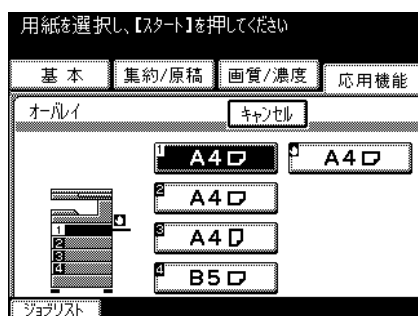 用紙を選択し、【スタート】を押してください
基本 集約/原稿 画質/濃度 応用機能
オーバレイ キャンセル
1 A4 A4
2 A4
3 A4
4 B5
1
2
3
4
ジョブリスト